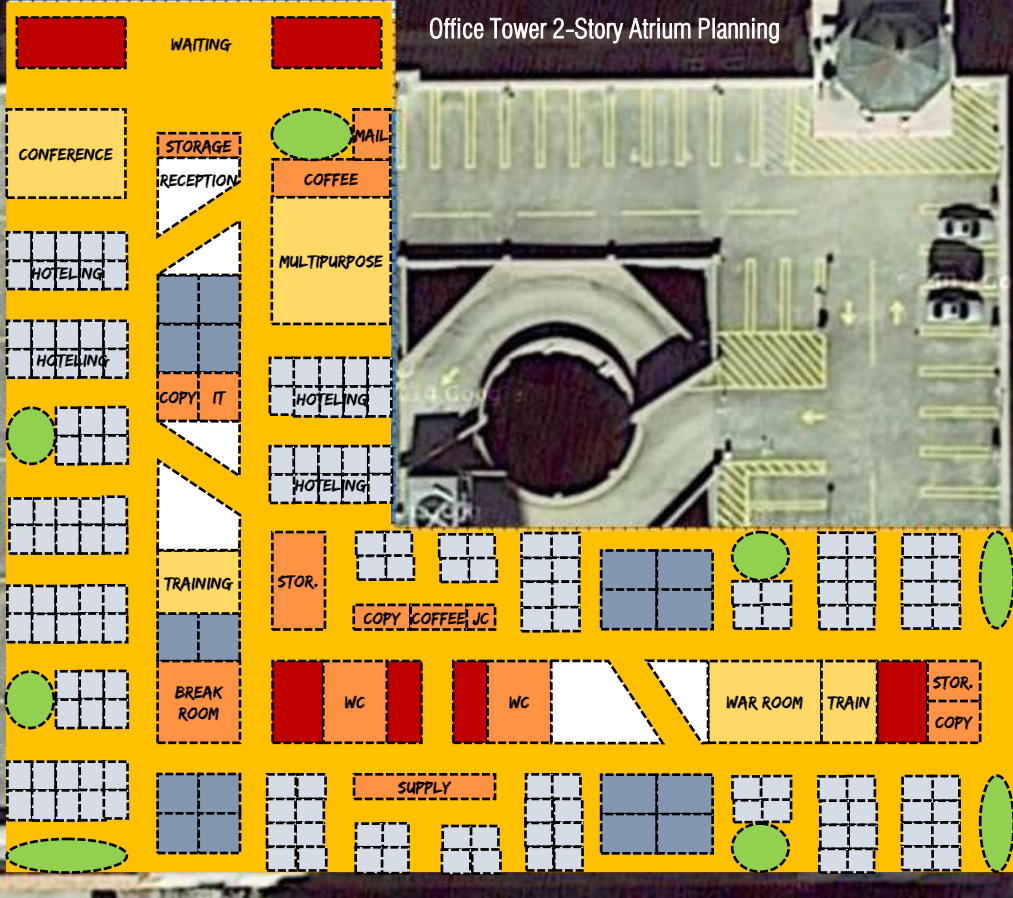 Office Tower 2-Story Atrium Planning
WAITING
MAIL
CONFERENCE
STORAGE
RECEPTION
COFFEE
MULTIPURPOSE
HOTELING
HOTELING
COPY IT
HOTELING
HOTELING
TRAINING
STOR.
COPY COFFEE JC
BREAK
ROOM
WC
WC
WAR ROOM
TRAIN
STOR.
COPY
SUPPLY